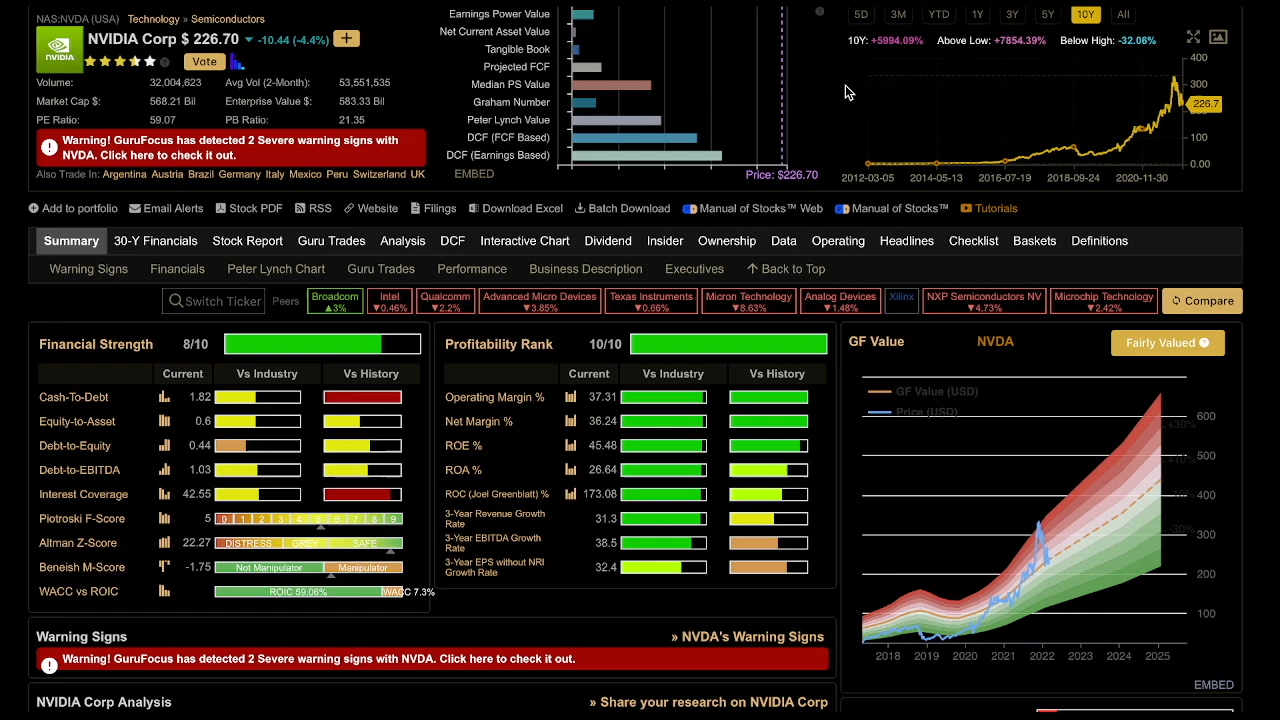 NAS:NVDA (USA) Technology » Semiconductors
NVIDIA Corp $ 226.70 ▼ -10.44 (-4.4%) +
NVIDIA
Vote
Volume: 32,004,623 Avg Vol (2-Month): 53,551,535
Market Cap $: 568.21 Bil Enterprise Value $: 583.33 Bil
PE Ratio: 59.07 PB Ratio: 21.35
Warning! GuruFocus has detected 2 Severe warning signs with
NVDA. Click here to check it out.
Also Trade In: Argentina Austria Brazil Germany Italy Mexico Peru Switzerland UK
Earnings Power Value
Net Current Asset Value
Tangible Book
Projected FCF
Median PS Value
Graham Number
Peter Lynch Value
DCF (FCF Based)
DCF (Earnings Based)
EMBED
Price: $226.70
5D 3M YTD 1Y 3Y 5Y 10Y All
10Y: +5994.09% Above Low: +7854.39% Below High: -32.06%
400
300
226.7
100
0.00
2012-03-05 2014-05-13 2016-07-19 2018-09-24 2020-11-30
Add to portfolio Email Alerts Stock PDF RSS Website Filings Download Excel Batch Download Manual of Stocks™ Web Manual of Stocks™ Tutorials
Summary 30-Y Financials Stock Report Guru Trades Analysis DCF Interactive Chart Dividend Insider Ownership Data Operating Headlines Checklist Baskets Definitions
Warning Signs Financials Peter Lynch Chart Guru Trades Performance Business Description Executives Back to Top
Switch Ticker Peers
Broadcom ▲3%
Intel ▼0.46%
Qualcomm ▼2.2%
Advanced Micro Devices ▼3.85%
Texas Instruments ▼0.66%
Micron Technology ▼8.63%
Analog Devices ▼1.48%
Xilinx
NXP Semiconductors NV ▼4.73%
Microchip Technology ▼2.42%
Compare
Financial Strength 8/10
Current Vs Industry Vs History
Cash-To-Debt 1.82
Equity-to-Asset 0.6
Debt-to-Equity 0.44
Debt-to-EBITDA 1.03
Interest Coverage 42.55
Piotroski F-Score 5 0 1 2 3 4 5 6 7 8 9
Altman Z-Score 22.27 DISTRESS GREY SAFE
Beneish M-Score -1.75 Not Manipulator Manipulator
WACC vs ROIC ROIC 59.06% WACC 7.3%
Profitability Rank 10/10
Current Vs Industry Vs History
Operating Margin % 37.31
Net Margin % 36.24
ROE % 45.48
ROA % 26.64
ROC (Joel Greenblatt) % 173.08
3-Year Revenue Growth
Rate 31.3
3-Year EBITDA Growth
Rate 38.5
3-Year EPS without NRI
Growth Rate 32.4
GF Value NVDA Fairly Valued
GF Value (USD)
Price (USD)
600
+30%
500
+10%
400
300
-30%
200
100
2018 2019 2020 2021 2022 2023 2024 2025
EMBED
Warning Signs » NVDA's Warning Signs
Warning! GuruFocus has detected 2 Severe warning signs with NVDA. Click here to check it out.
NVIDIA Corp Analysis » Share your research on NVIDIA Corp